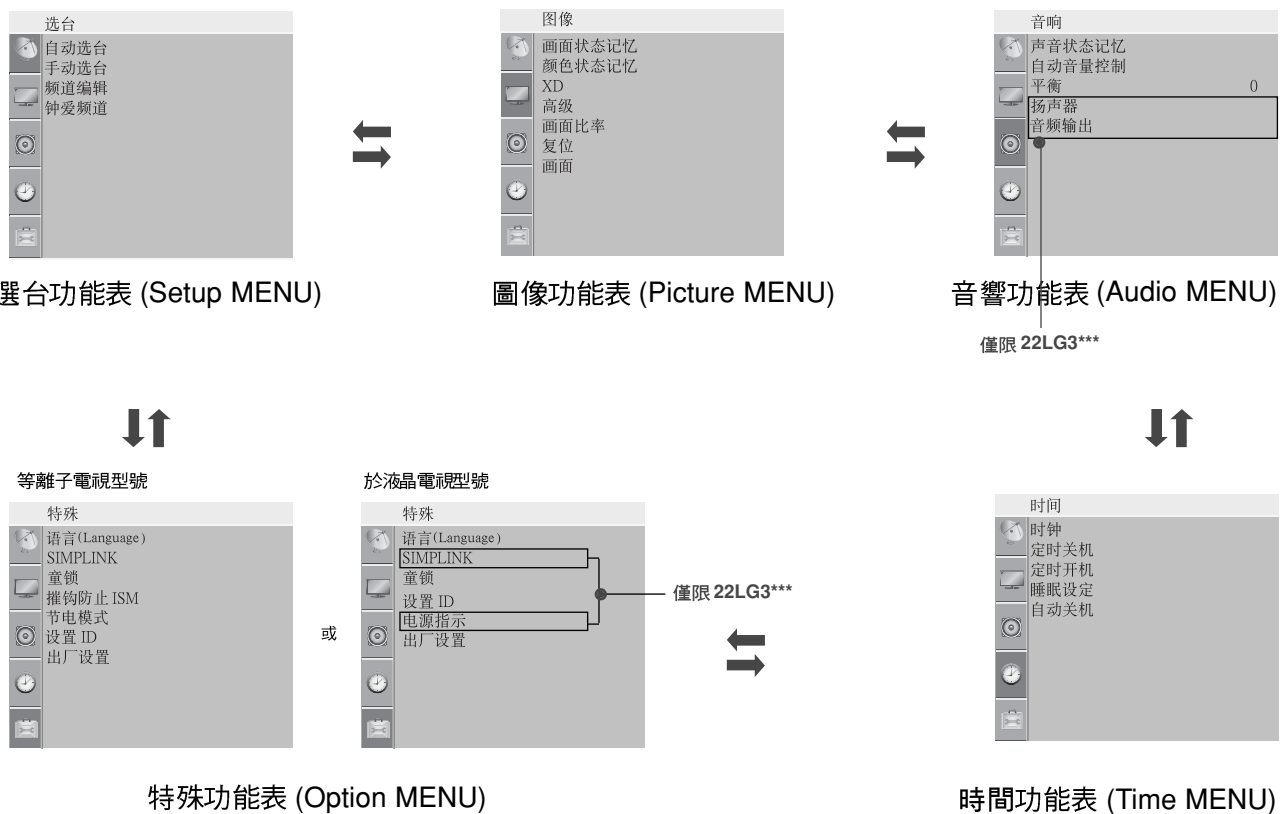 选台
自动选台
手动选台
频道编辑
钟爱频道
選台功能表 (Setup MENU)
图像
画面状态记忆
颜色状态记忆
XD
高级
画面比率
复位
画面
圖像功能表 (Picture MENU)
音响
声音状态记忆
自动音量控制
平衡 0
扬声器
音频输出
音響功能表 (Audio MENU)
僅限 22LG3***
等離子電視型號
特殊
语言(Language)
SIMPLINK
童锁
摧钩防止 ISM
节电模式
设置 ID
出厂设置
或
於液晶電視型號
特殊
语言(Language)
SIMPLINK
童锁
设置 ID
电源指示
出厂设置
僅限 22LG3***
特殊功能表 (Option MENU)
时间
时钟
定时关机
定时开机
睡眠设定
自动关机
時間功能表 (Time MENU)